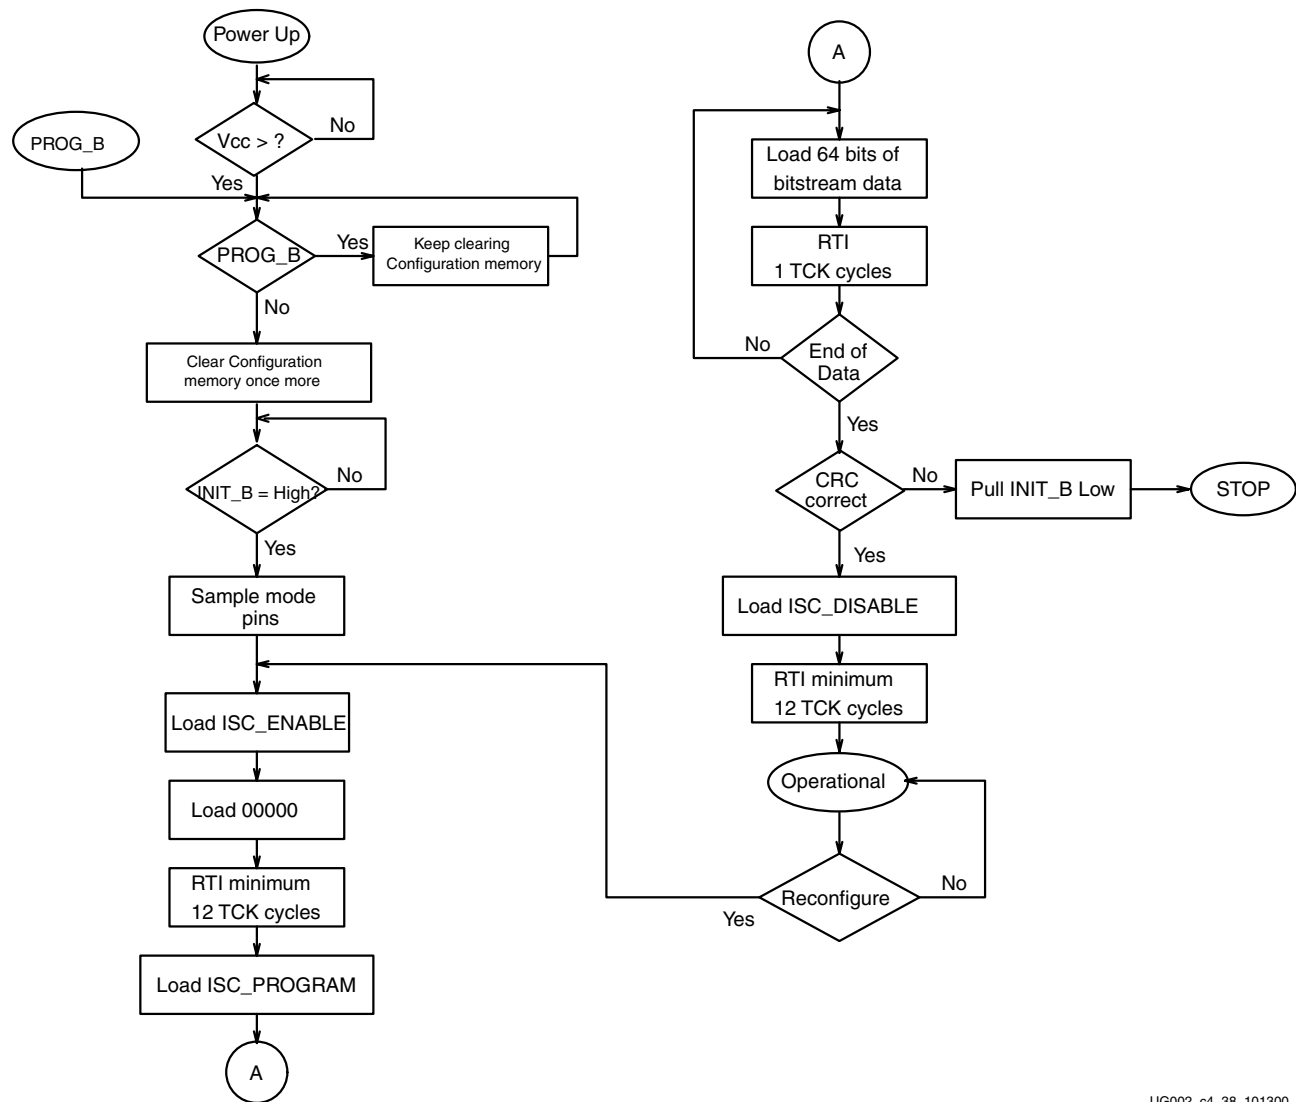 Power Up
No
Vcc > ?
PROG_B
Yes
PROG_B
Yes
Keep clearing
Configuration memory
No
Clear Configuration
memory once more
No
INIT_B = High?
Yes
Sample mode
pins
Load ISC_ENABLE
Load 00000
RTI minimum
12 TCK cycles
Load ISC_PROGRAM
A
A
Load 64 bits of
bitstream data
RTI
1 TCK cycles
No
End of
Data
Yes
CRC
correct
No
Pull INIT_B Low
STOP
Yes
Load ISC_DISABLE
RTI minimum
12 TCK cycles
Operational
Reconfigure
No
Yes
UG002_c4_38_101300